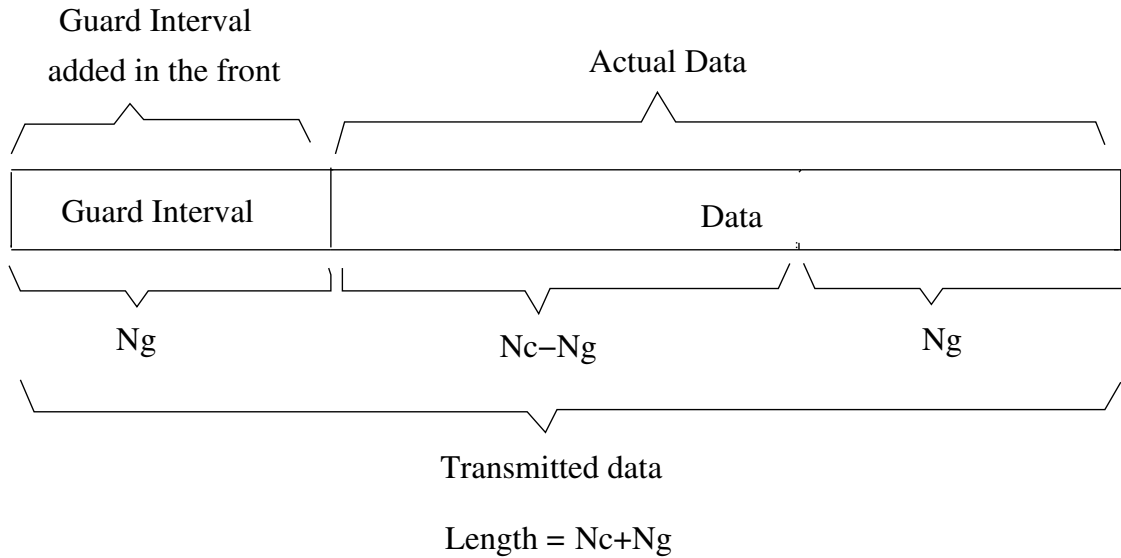 Guard Interval
added in the front
Actual Data
Guard Interval
Data
Ng
Nc−Ng
Ng
Transmitted data
Length = Nc+Ng